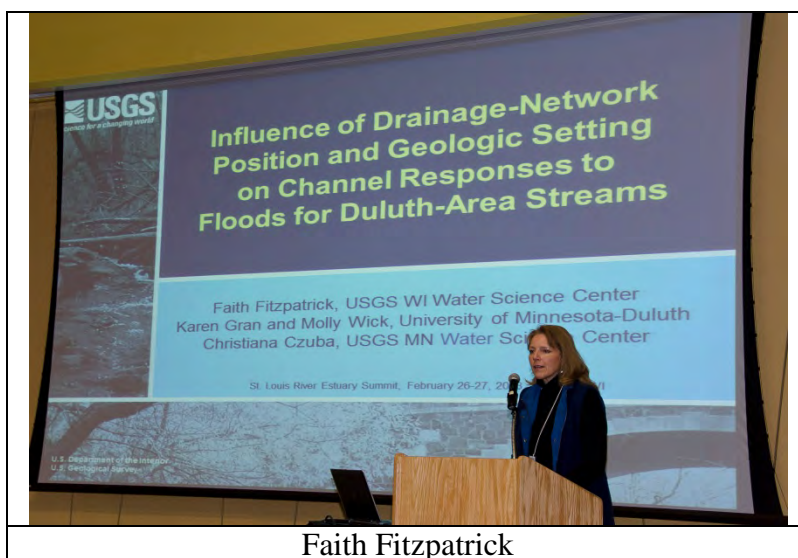 USGS
science for a changing world
Influence of Drainage-Network
Position and Geologic Setting
on Channel Responses to
Floods for Duluth-Area Streams
Faith Fitzpatrick, USGS WI Water Science Center
Karen Gran and Molly Wick, University of Minnesota-Duluth
Christiana Czuba, USGS MN Water Center
St. Louis River Estuary Summit, February 26-27,
U.S. Department of the Interior
U.S. Geological Survey
Faith Fitzpatrick